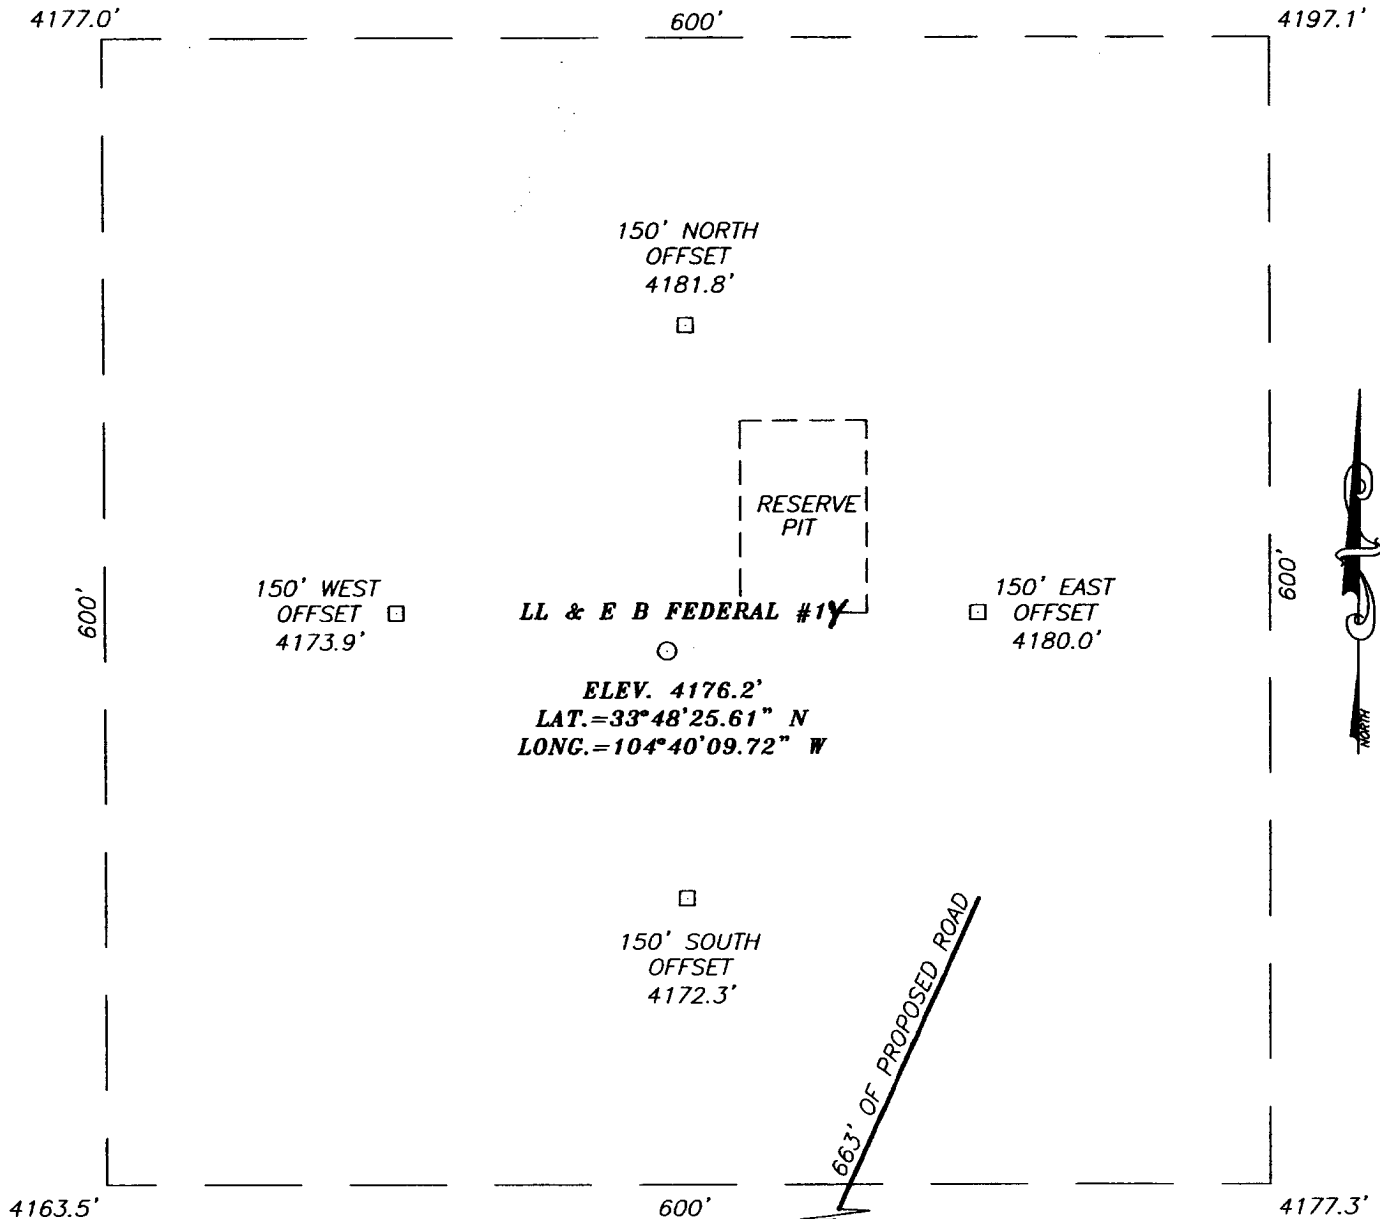 4177.0'
600'
4197.1'
150' NORTH
OFFSET
4181.8'
RESERVE
PIT
150' WEST
OFFSET
4173.9'
LL & E B FEDERAL #1Y
150' EAST
OFFSET
4180.0'
600'
600'
ELEV. 4176.2'
LAT.=33°48'25.61" N
LONG.=104°40'09.72" W
NORTH
150' SOUTH
OFFSET
4172.3'
663' OF PROPOSED ROAD
4163.5'
600'
4177.3'